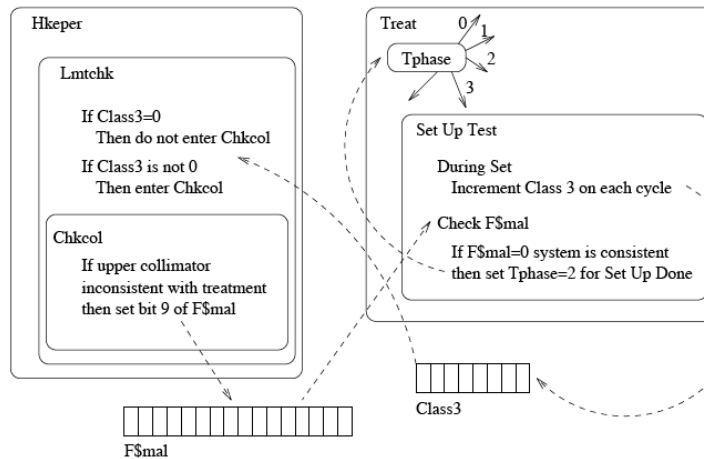 Hkeper
Lmtchk
If Class3=0
Then do not enter Chkcol
If Class3 is not 0
Then enter Chkcol
Chkcol
If upper collimator
inconsistent with treatment
then set bit 9 of F$mal
F$mal
Treat
Tphase
0
1
2
3
Set Up Test
During Set
Increment Class 3 on each cycle
Check F$mal
If F$mal=0 system is consistent
then set Tphase=2 for Set Up Done
Class3